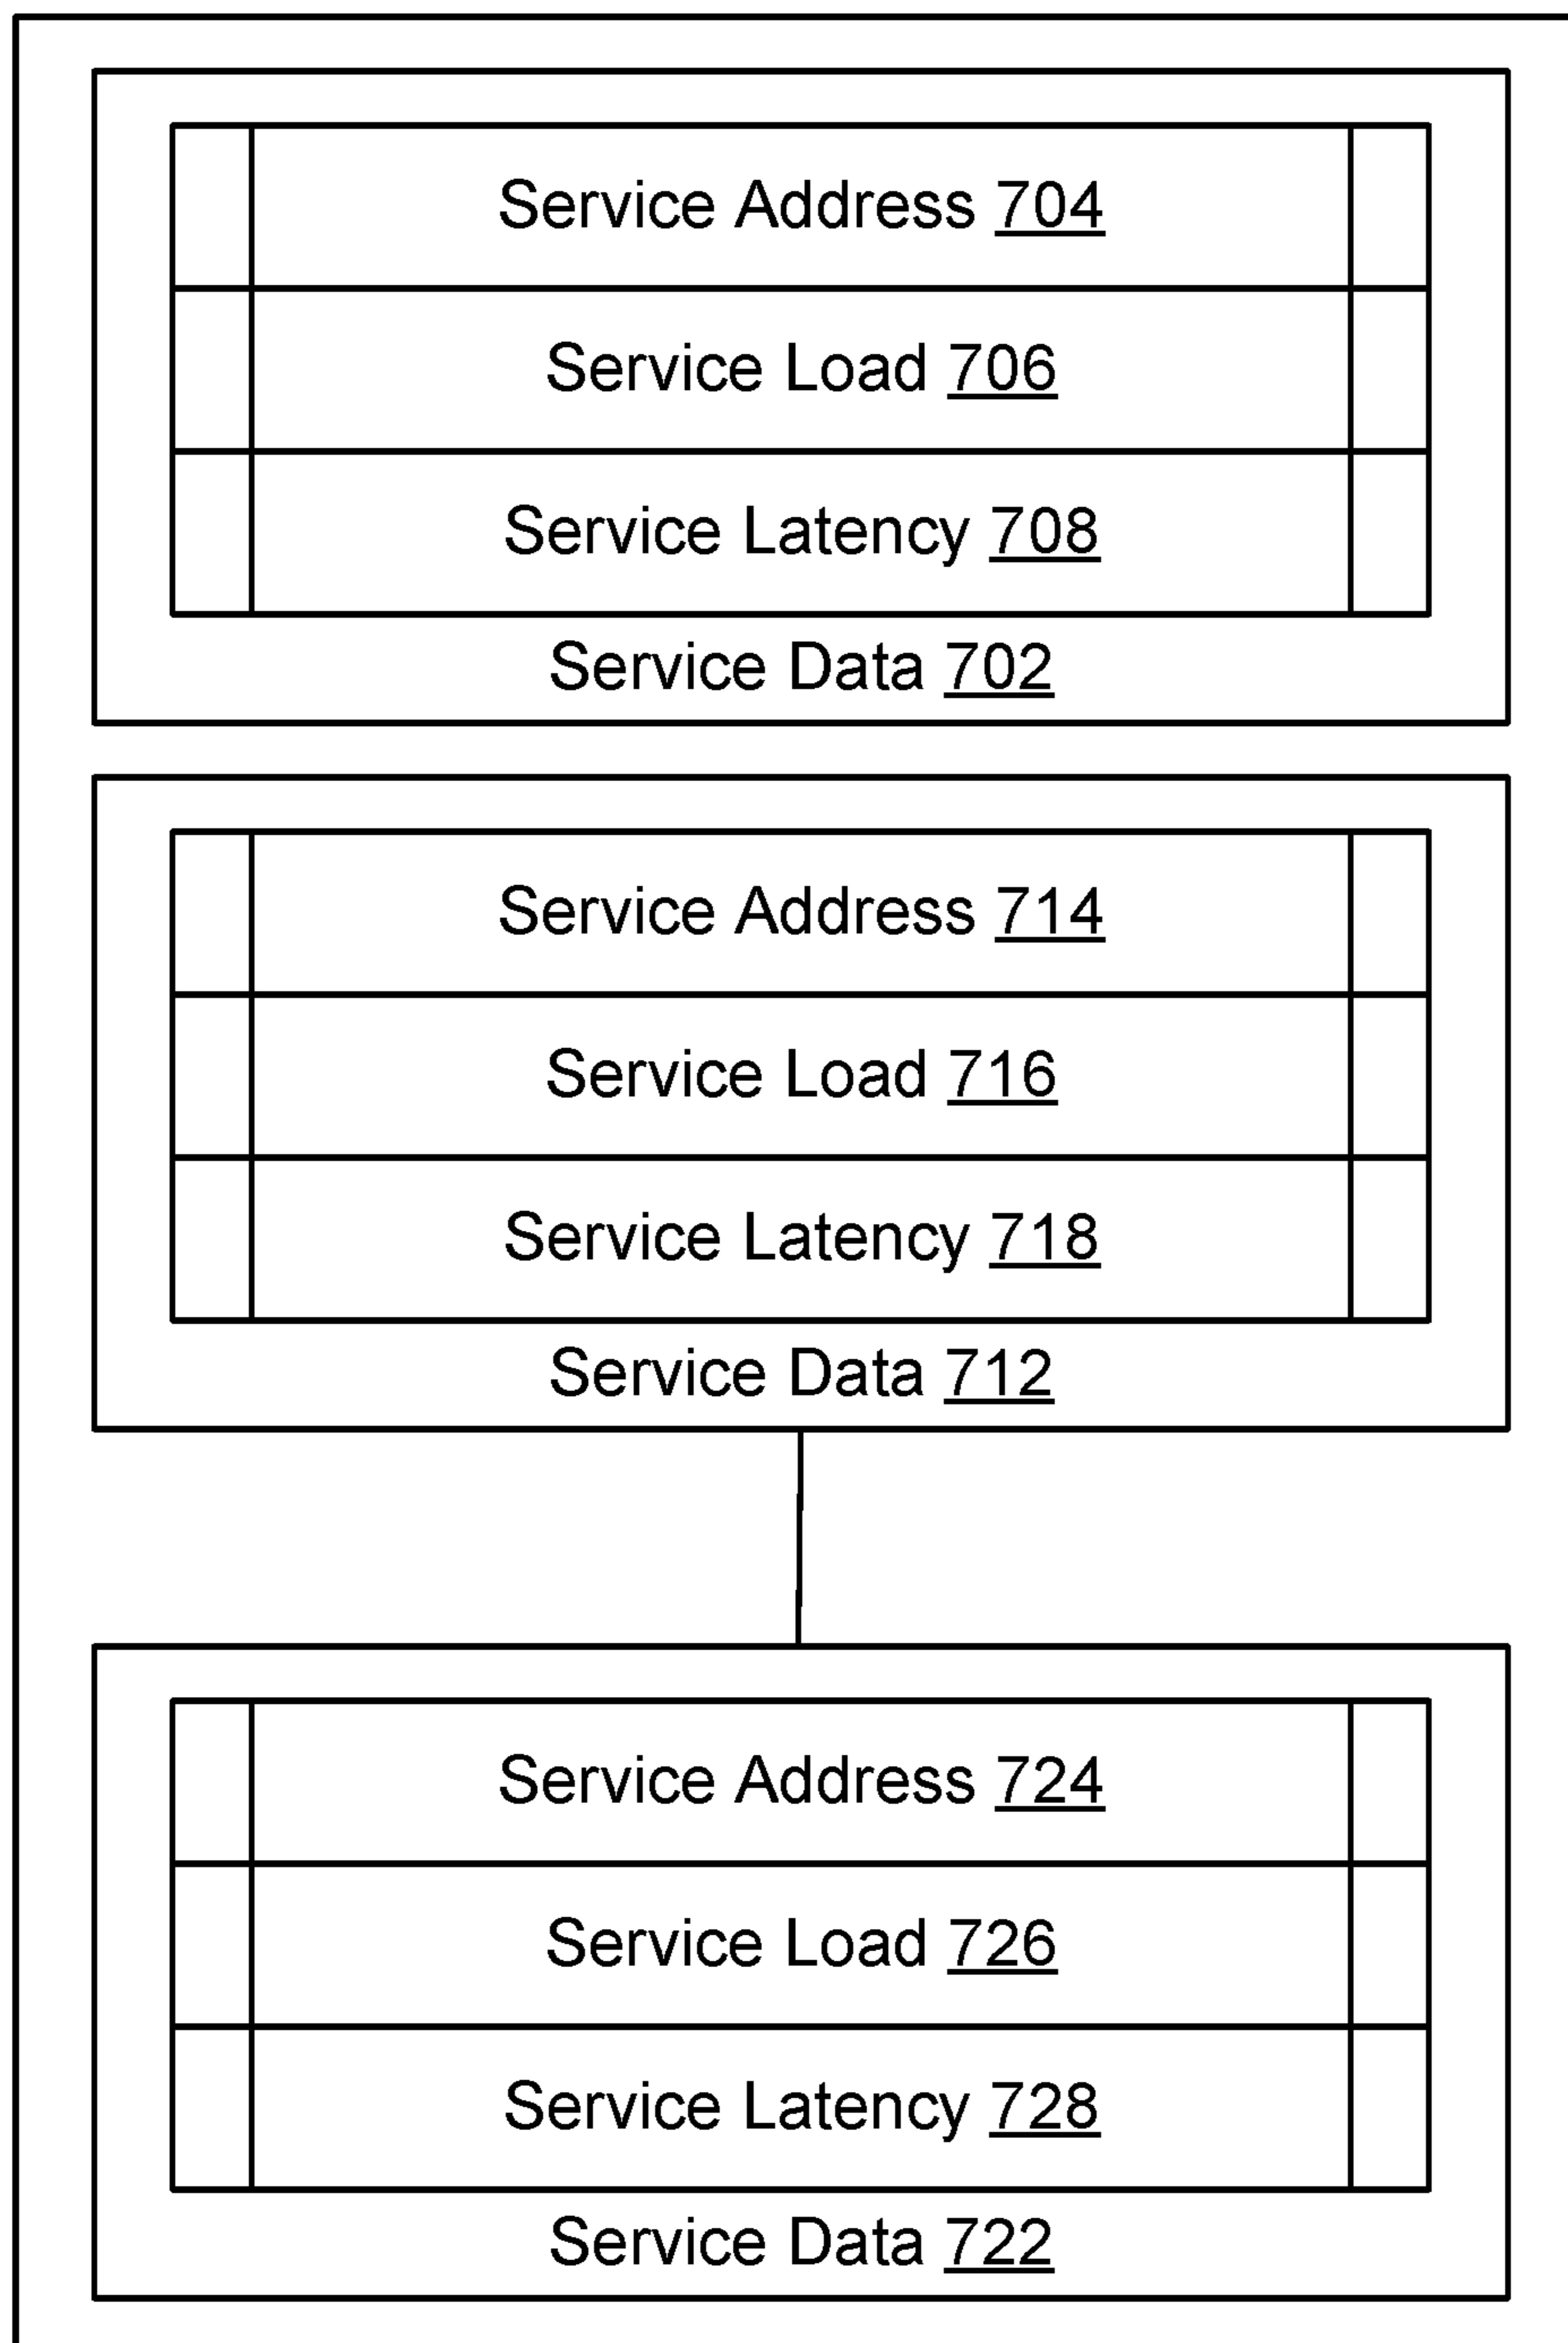 Service Address 704
Service Load 706
Service Latency 708
Service Data 702
Service Address 714
Service Load 716
Service Latency 718
Service Data 712
Service Address 724
Service Load 726
Service Latency 728
Service Data 722